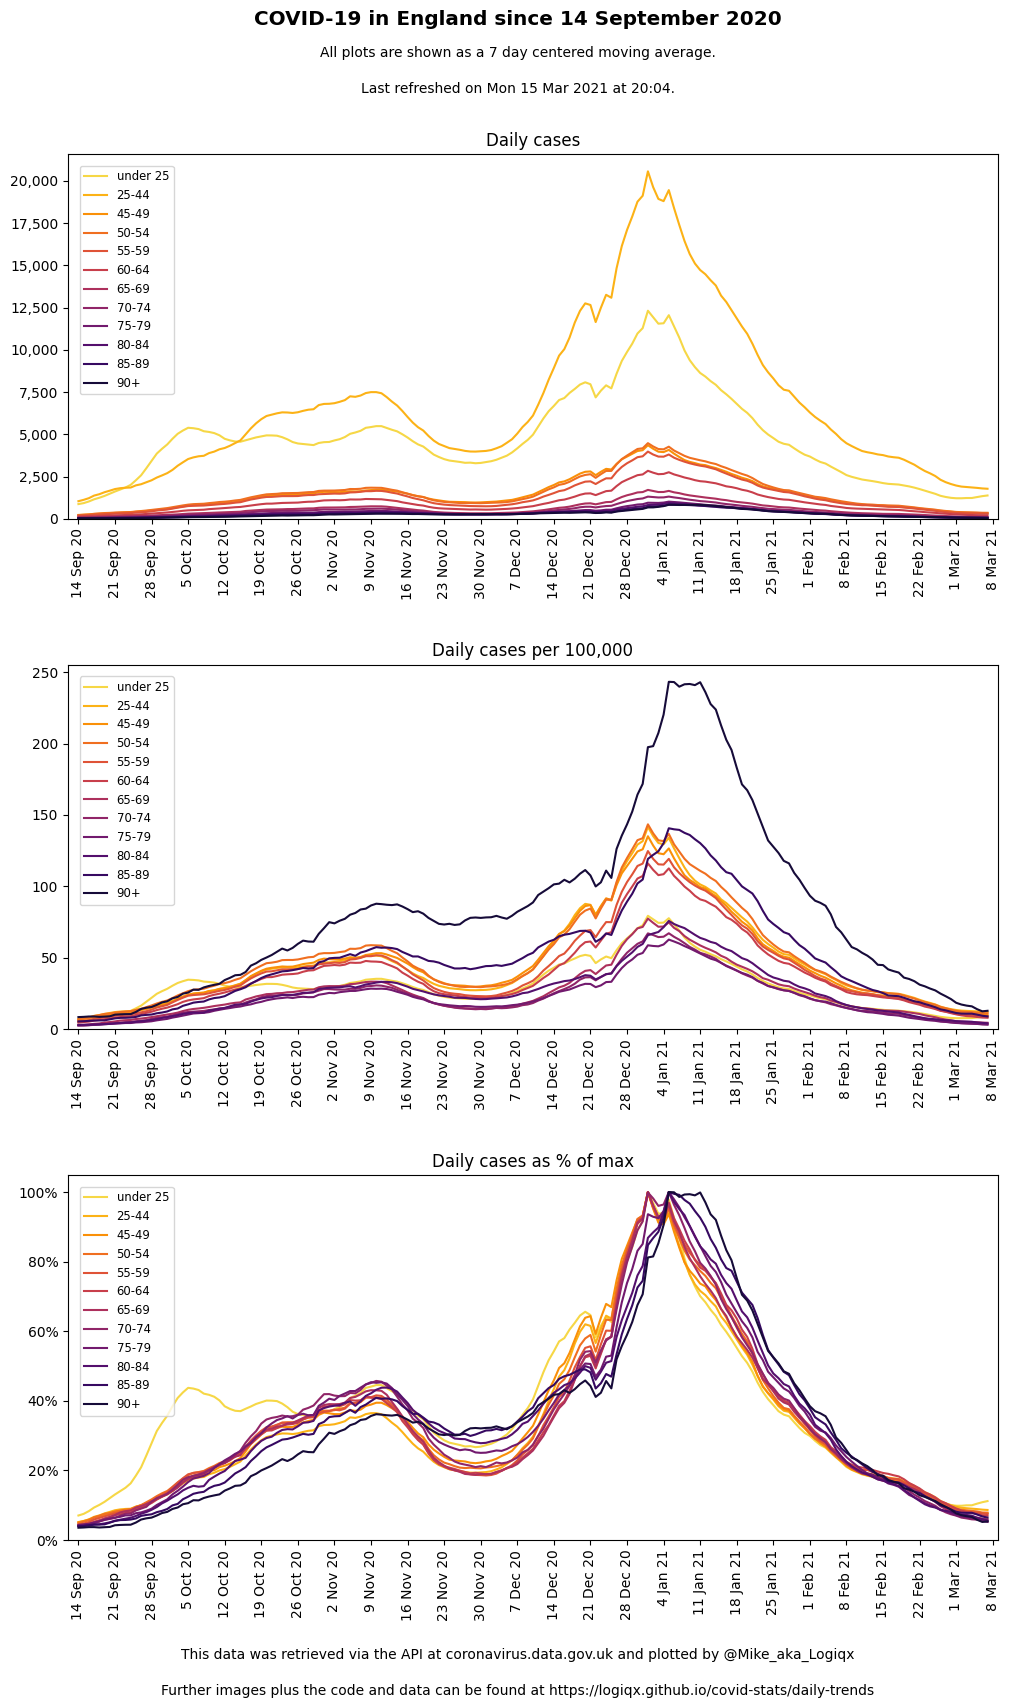 COVID-19 in England since 14 September 2020
All plots are shown as a 7 day centered moving average.
Last refreshed on Mon 15 Mar 2021 at 20:04.
Daily cases
20,000
17,500
15,000
12,500
10,000
7,500
5,000
2,500
0
under 25
25-44
45-49
50-54
55-59
60-64
65-69
70-74
75-79
80-84
85-89
90+
14 Sep 20
21 Sep 20
28 Sep 20
5 Oct 20
12 Oct 20
19 Oct 20
26 Oct 20
2 Nov 20
9 Nov 20
16 Nov 20
23 Nov 20
30 Nov 20
7 Dec 20
14 Dec 20
21 Dec 20
28 Dec 20
4 Jan 21
11 Jan 21
18 Jan 21
25 Jan 21
1 Feb 21
8 Feb 21
15 Feb 21
22 Feb 21
1 Mar 21
8 Mar 21
Daily cases per 100,000
250
200
150
100
50
0
under 25
25-44
45-49
50-54
55-59
60-64
65-69
70-74
75-79
80-84
85-89
90+
14 Sep 20
21 Sep 20
28 Sep 20
5 Oct 20
12 Oct 20
19 Oct 20
26 Oct 20
2 Nov 20
9 Nov 20
16 Nov 20
23 Nov 20
30 Nov 20
7 Dec 20
14 Dec 20
21 Dec 20
28 Dec 20
4 Jan 21
11 Jan 21
18 Jan 21
25 Jan 21
1 Feb 21
8 Feb 21
15 Feb 21
22 Feb 21
1 Mar 21
8 Mar 21
Daily cases as % of max
100%
80%
60%
40%
20%
0%
under 25
25-44
45-49
50-54
55-59
60-64
65-69
70-74
75-79
80-84
85-89
90+
14 Sep 20
21 Sep 20
28 Sep 20
5 Oct 20
12 Oct 20
19 Oct 20
26 Oct 20
2 Nov 20
9 Nov 20
16 Nov 20
23 Nov 20
30 Nov 20
7 Dec 20
14 Dec 20
21 Dec 20
28 Dec 20
4 Jan 21
11 Jan 21
18 Jan 21
25 Jan 21
1 Feb 21
8 Feb 21
15 Feb 21
22 Feb 21
1 Mar 21
8 Mar 21
This data was retrieved via the API at coronavirus.data.gov.uk and plotted by @Mike_aka_Logiqx
Further images plus the code and data can be found at https://logiqx.github.io/covid-stats/daily-trends